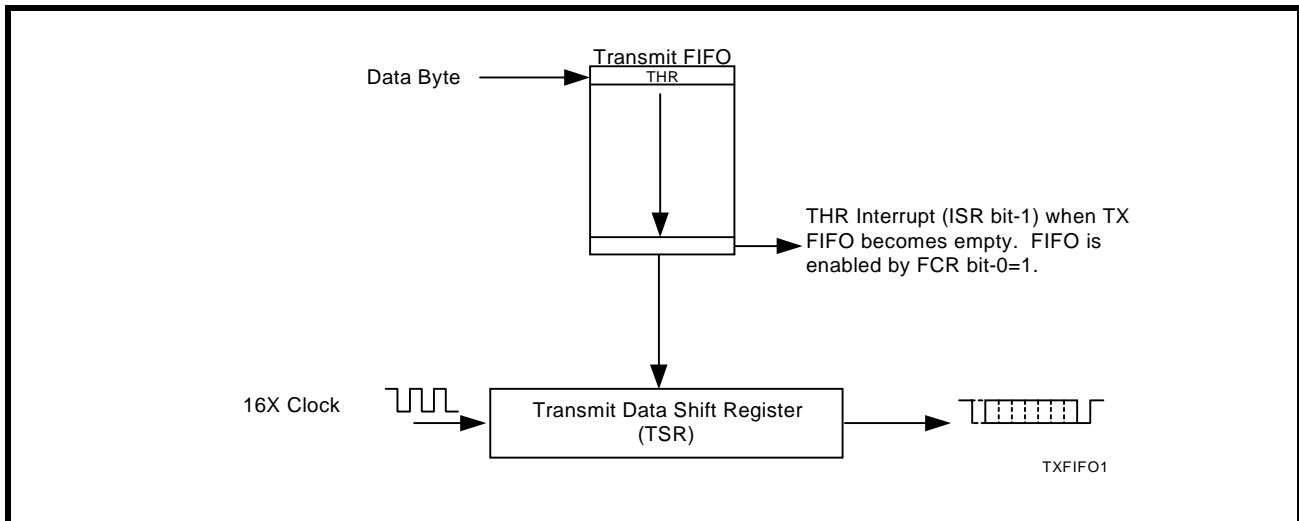 Transmit FIFO
THR
Data Byte
THR Interrupt (ISR bit-1) when TX
FIFO becomes empty. FIFO is
enabled by FCR bit-0=1.
16X Clock
Transmit Data Shift Register
(TSR)
TXFIFO1